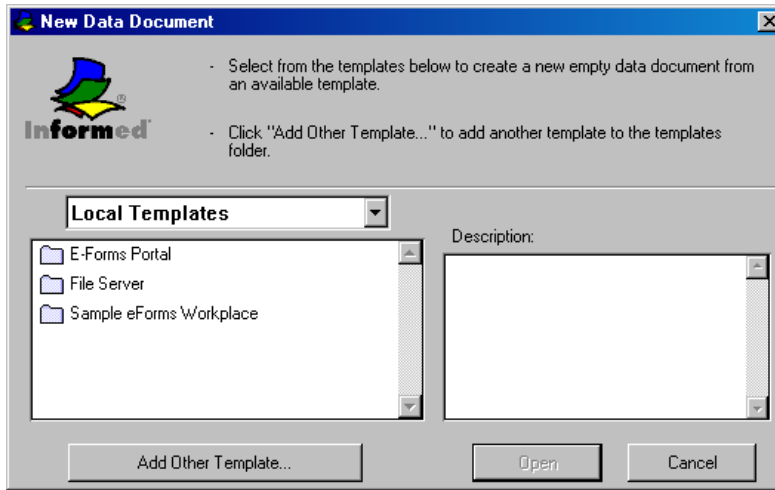 New Data Document
- Select from the templates below to create a new empty data document from
an available template.
Informed®
- Click "Add Other Template..." to add another template to the templates
folder.
Local Templates
Description:
E-Forms Portal
File Server
Sample eForms Workplace
Add Other Template...
Open
Cancel